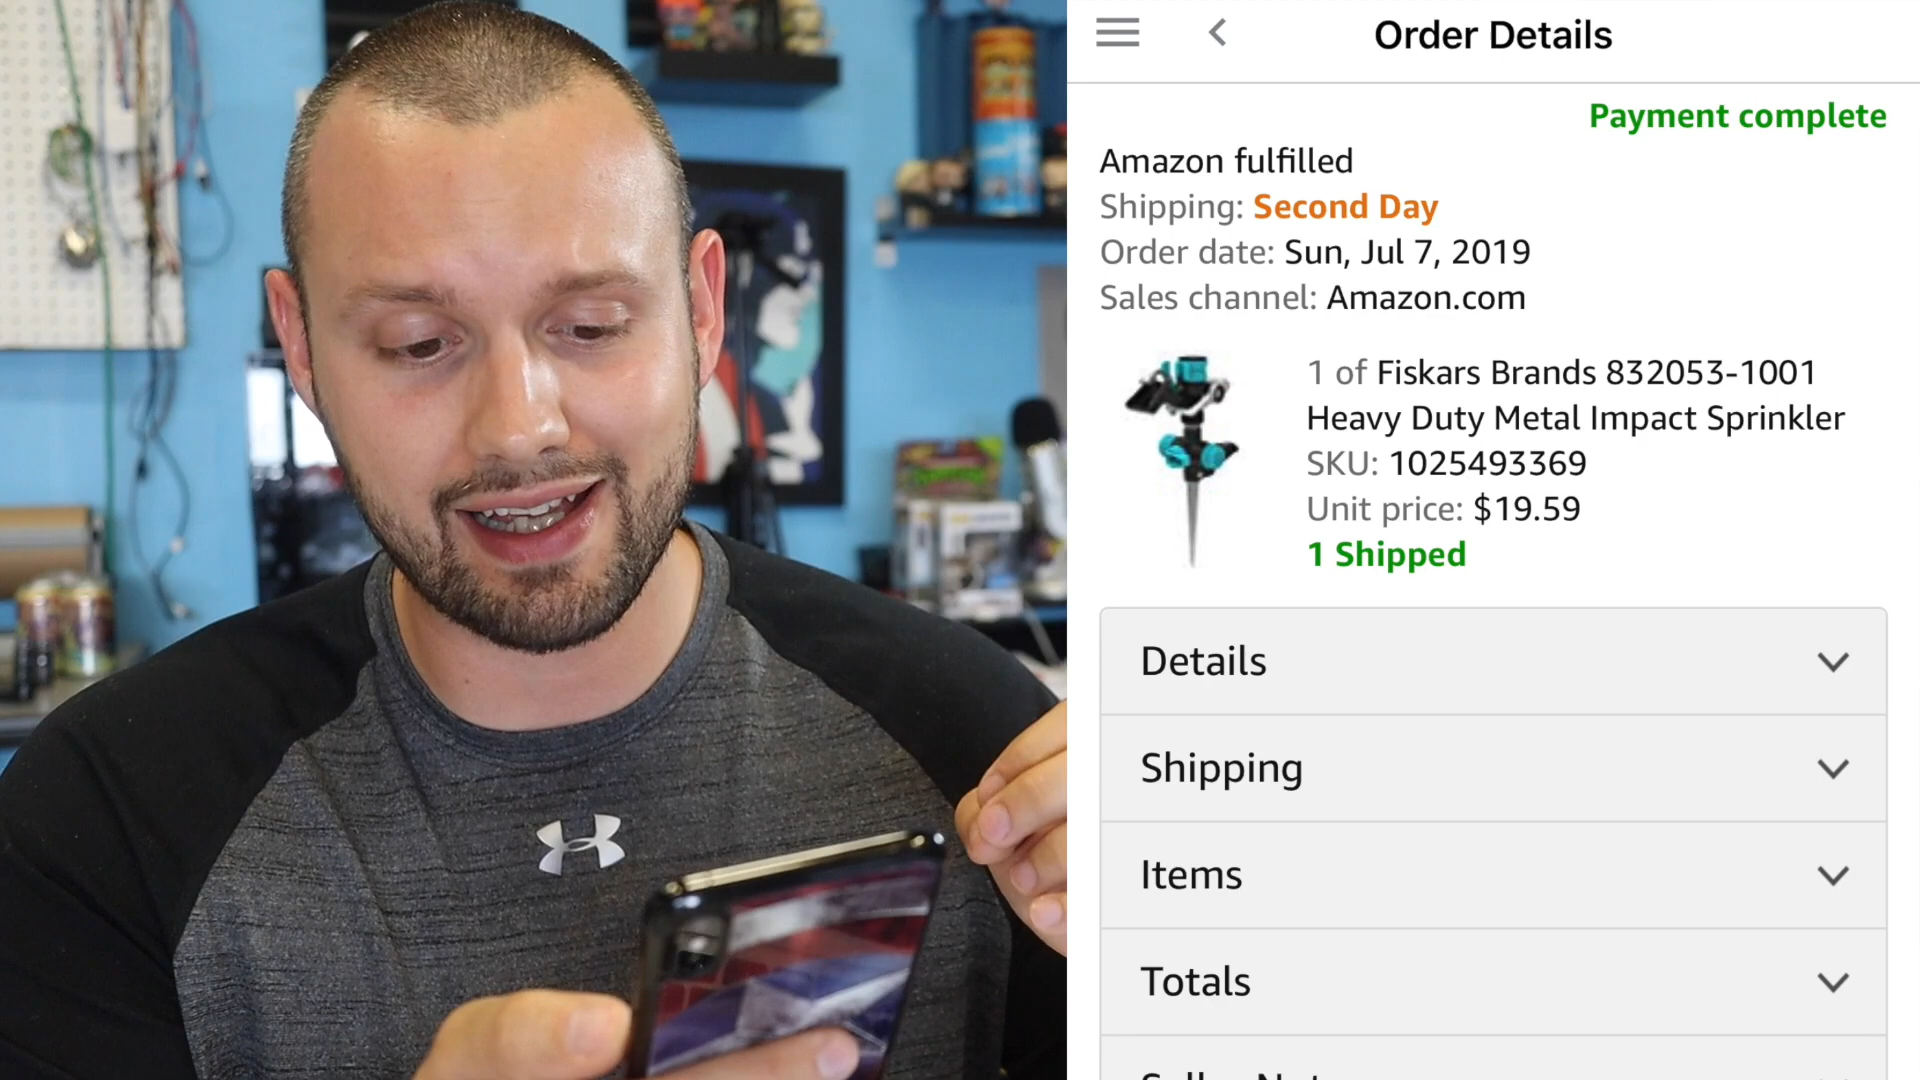 Order Details
Payment complete
Amazon fulfilled
Shipping: Second Day
Order date: Sun, Jul 7, 2019
Sales channel: Amazon.com
1 of Fiskars Brands 832053-1001
Heavy Duty Metal Impact Sprinkler
SKU: 1025493369
Unit price: $19.59
1 Shipped
Details
Shipping
Items
Totals